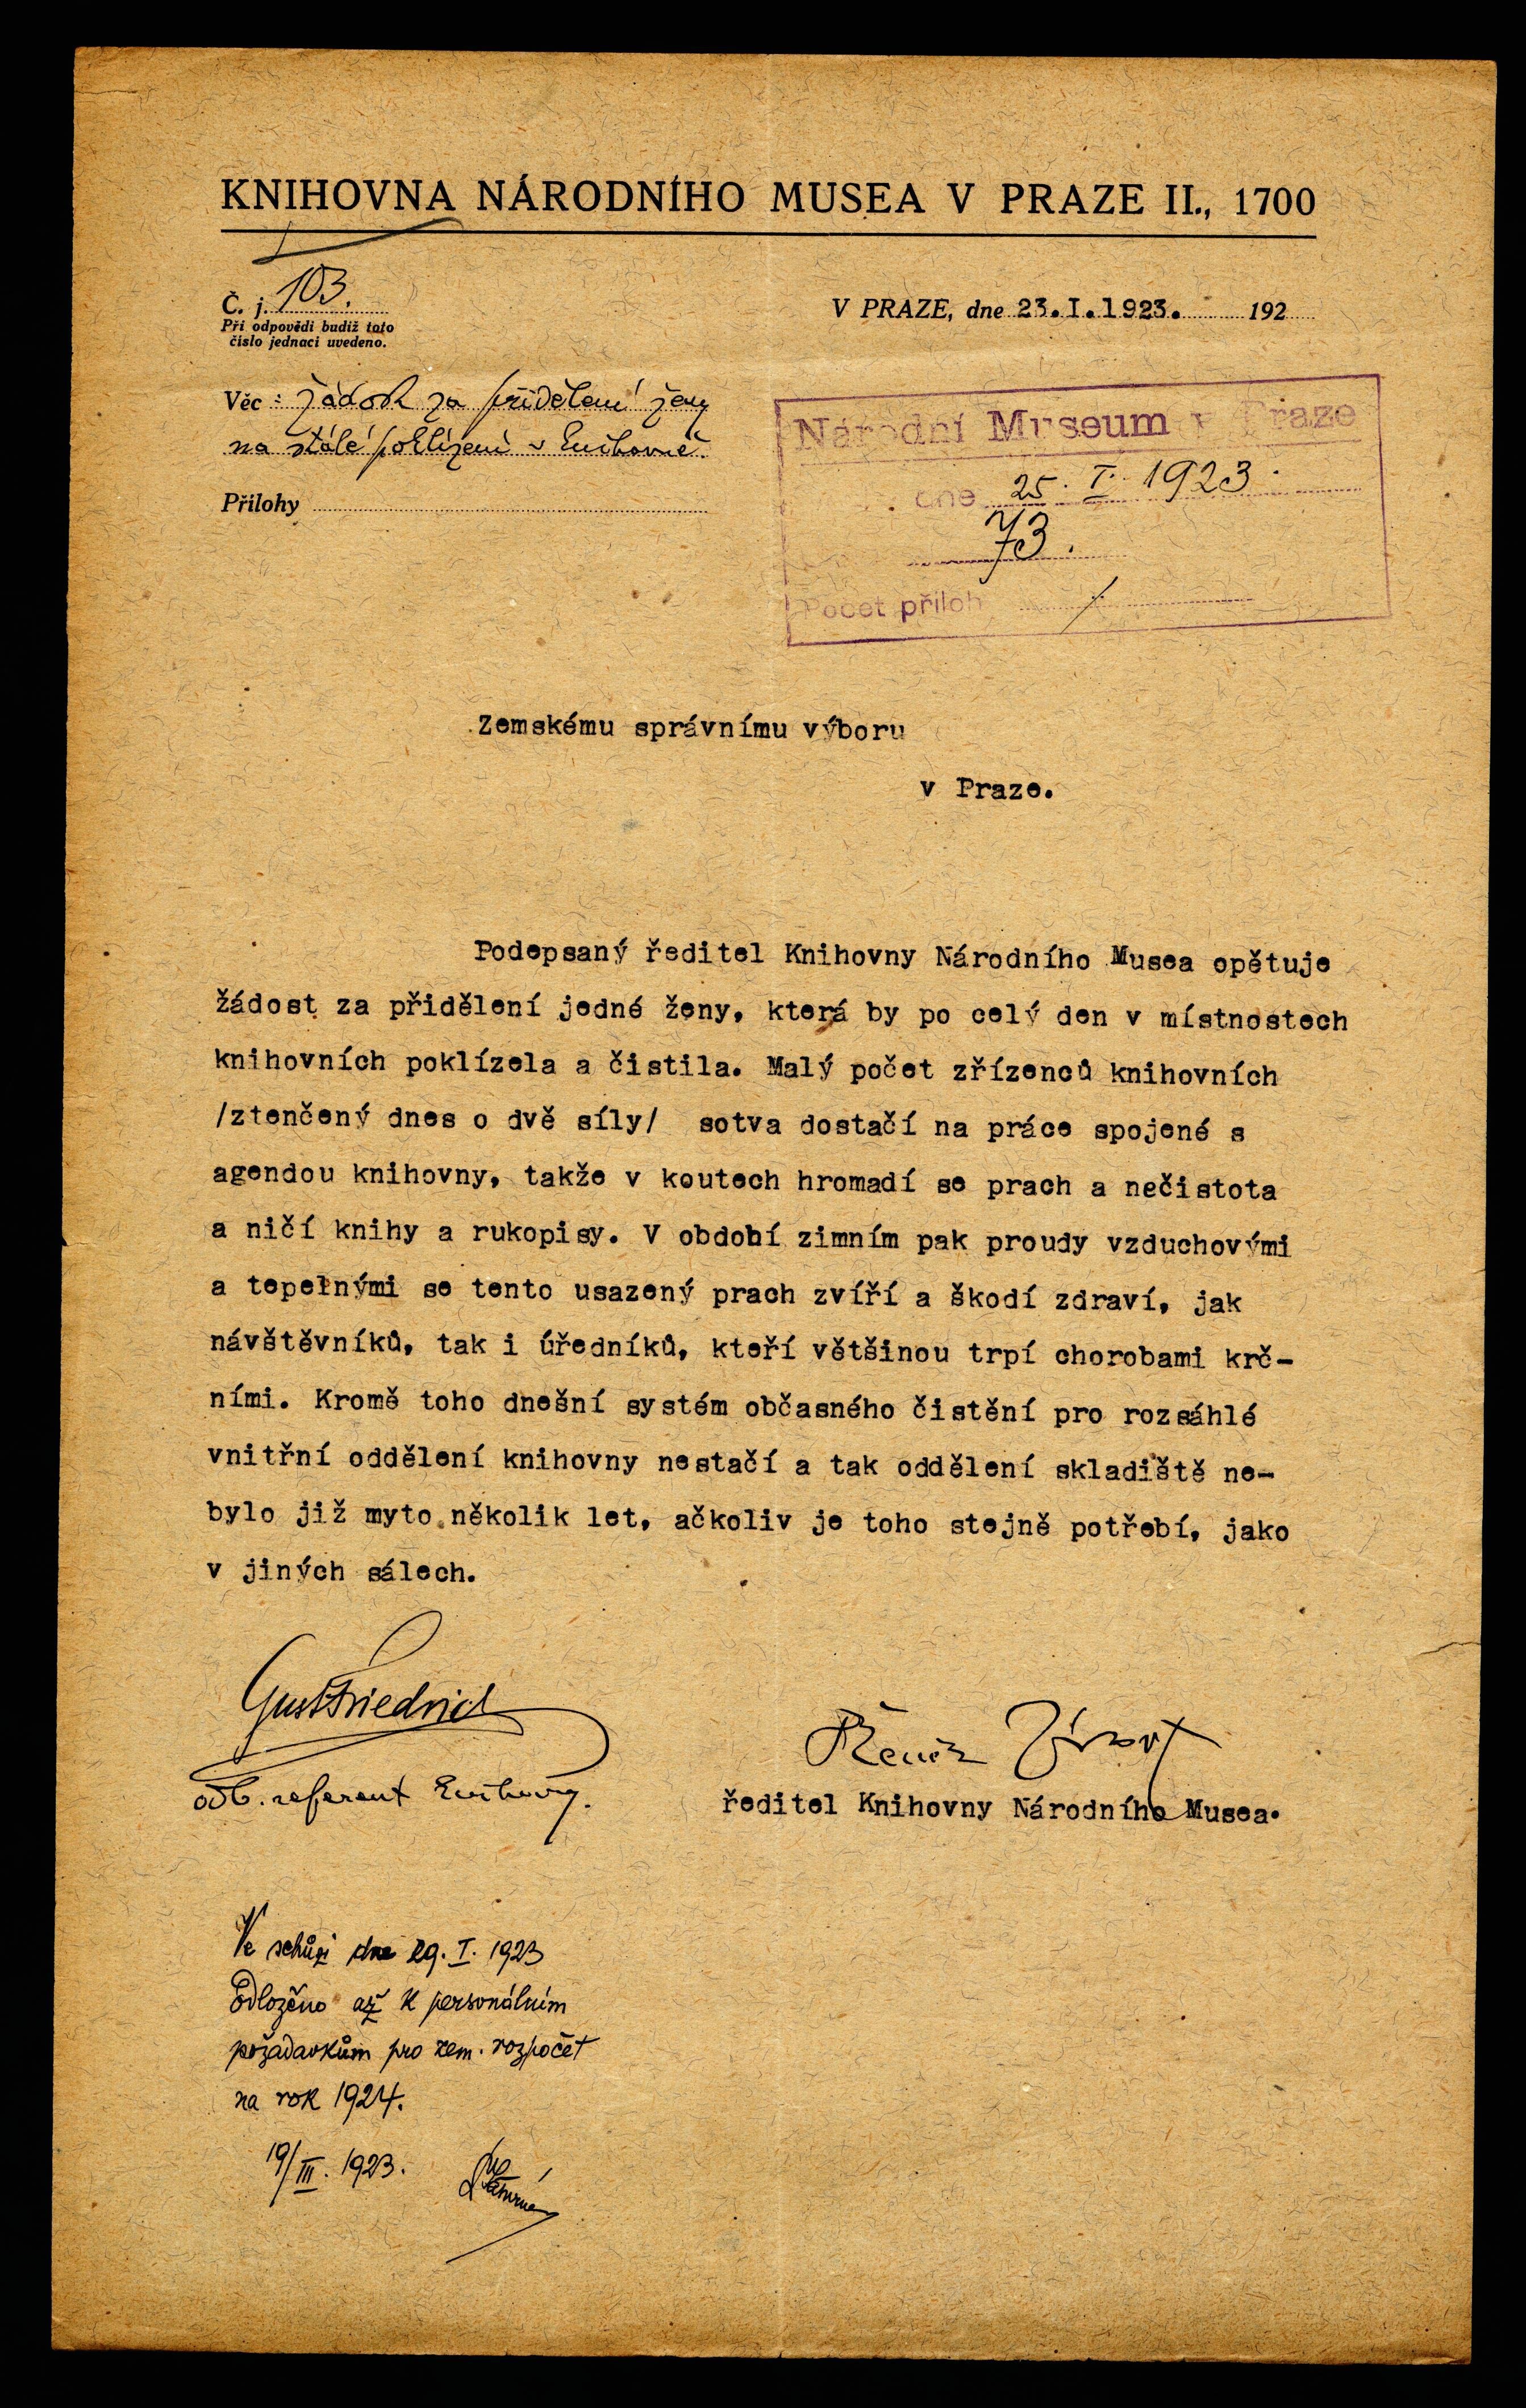 KNIHOVNA NÁRODNÍHO MUSEA V PRAZE II., 1700
Č. j. 103.
Při odpovědi budiž toto
číslo jednací uvedeno.
V PRAZE, dne 23.I.1923. 192
Věc: žádost za přidělení ženy
na stálé poklízení v knihovně.
Přílohy
Národní Museum v Praze
dne 25. I. 1923.
73.
Počet příloh /
Zemskému správnímu výboru
v Praze.
Podepsaný ředitel Knihovny Národního Musea opětuje
žádost za přidělení jedné ženy, která by po celý den v místnostech
knihovních poklízela a čistila. Malý počet zřízenců knihovních
/ztenčený dnes o dvě síly/ sotva dostačí na práce spojené s
agendou knihovny, takže v koutech hromadí se prach a nečistota
a ničí knihy a rukopisy. V období zimním pak proudy vzduchovými
a tepelnými se tento usazený prach zvíří a škodí zdraví, jak
návštěvníků, tak i úředníků, kteří většinou trpí chorobami krč-
ními. Kromě toho dnešní systém občasného čistění pro rozsáhlé
vnitřní oddělení knihovny nestačí a tak oddělení skladiště ne-
bylo již myto několik let, ačkoliv je toho stejně potřebí, jako
v jiných sálech.
Gust Friedrich
odb. referent knihovny.
Čeněk Zíbrt
ředitel Knihovny Národního Musea.
Ve schůzi dne 29. I. 1923
odloženo až k personálním
požadavkům pro zem. rozpočet
na rok 1924.
19/III. 1923.